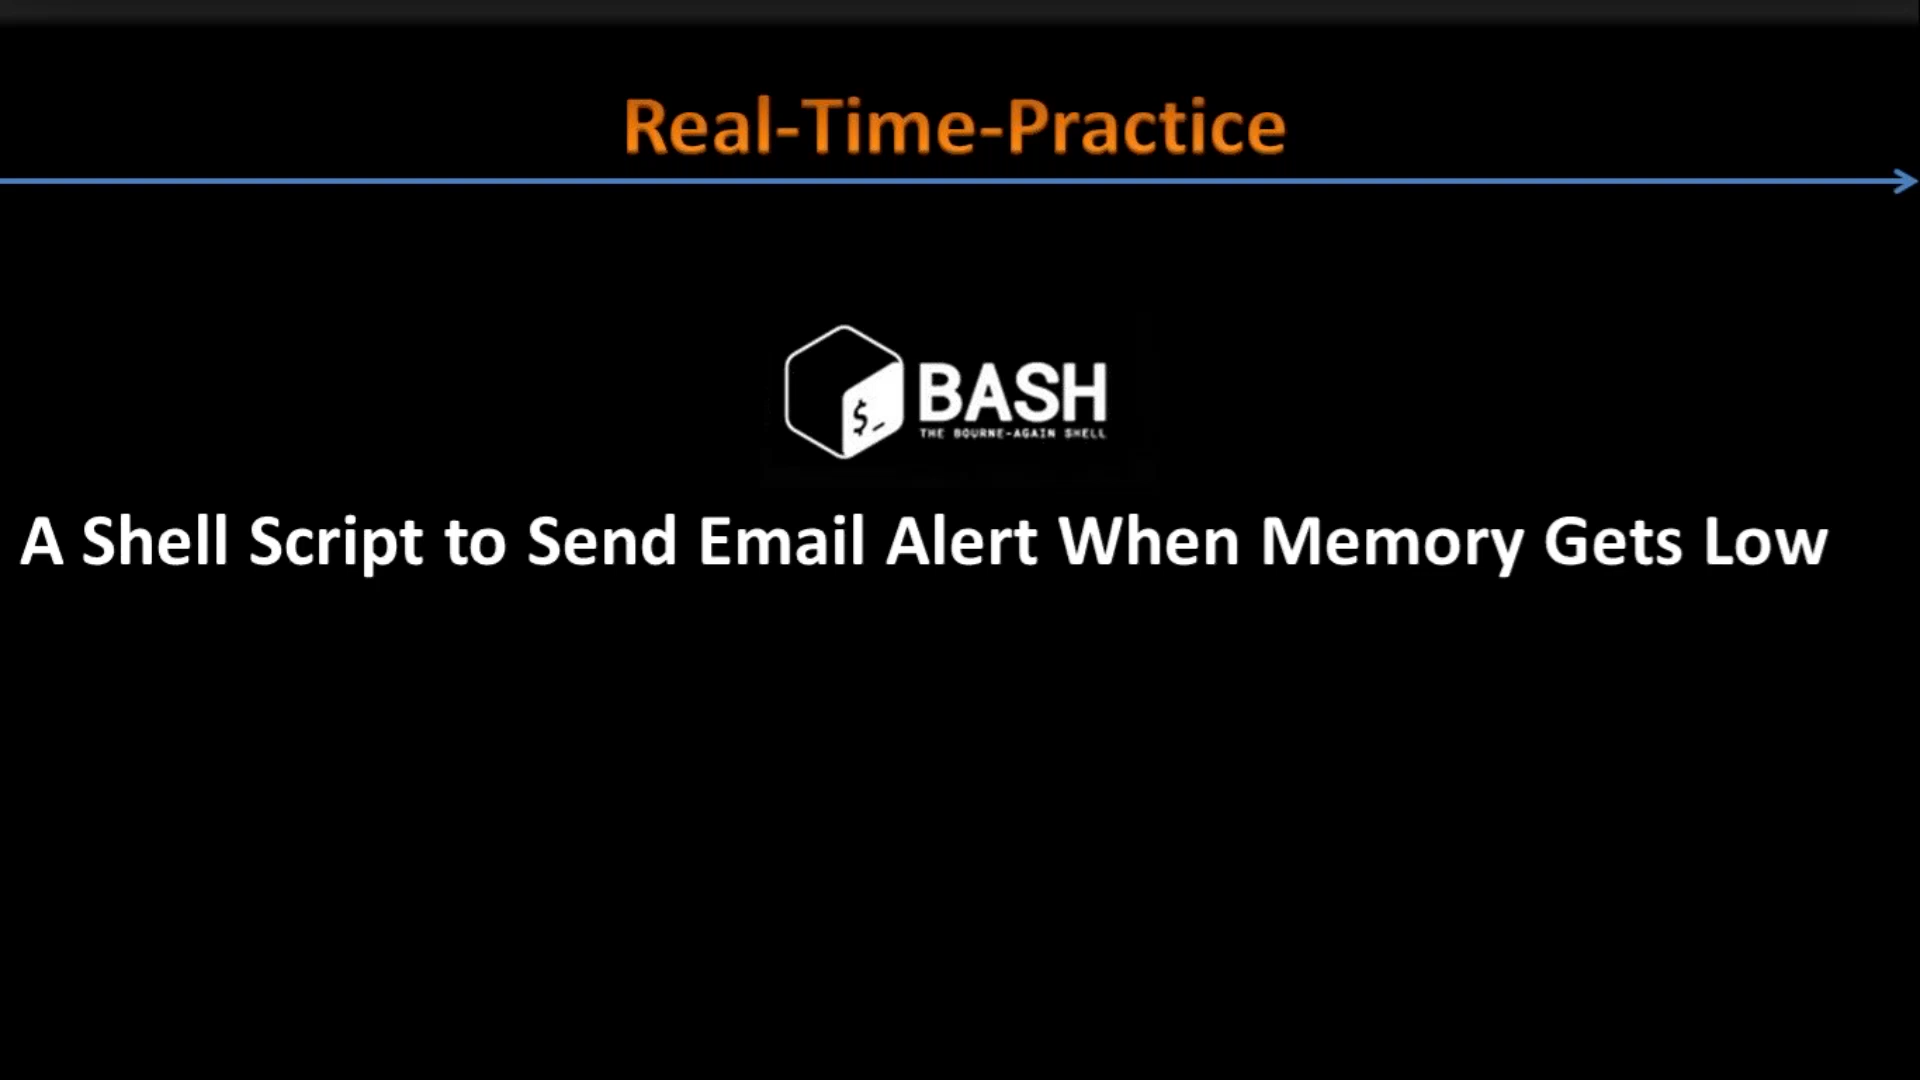 Real-Time-Practice
$_
BASH
THE BOURNE-AGAIN SHELL
A Shell Script to Send Email Alert When Memory Gets Low